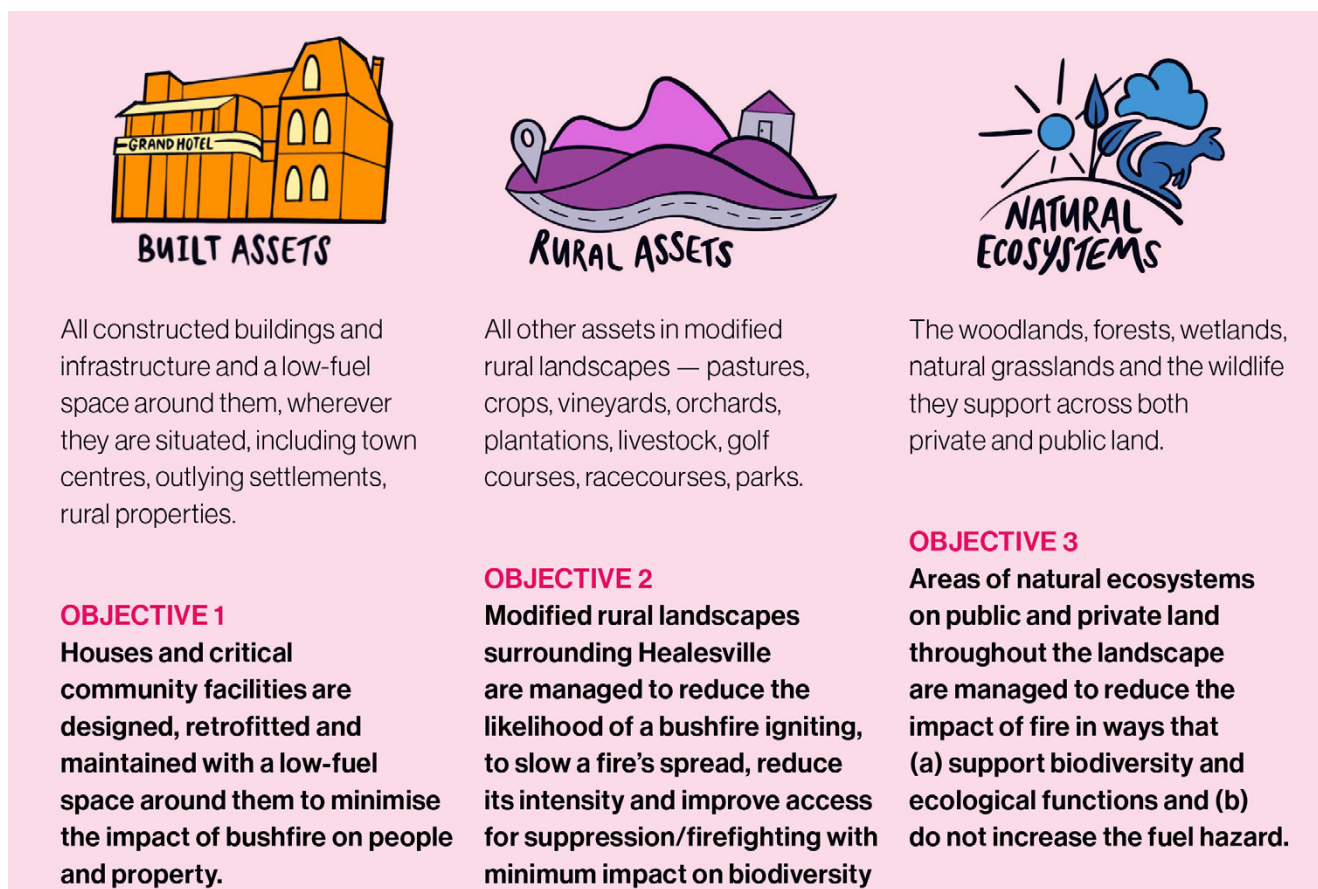 GRAND HOTEL
BUILT ASSETS
All constructed buildings and
infrastructure and a low-fuel
space around them, wherever
they are situated, including town
centres, outlying settlements,
rural properties.
OBJECTIVE 1
Houses and critical
community facilities are
designed, retrofitted and
maintained with a low-fuel
space around them to minimise
the impact of bushfire on people
and property.
RURAL ASSETS
All other assets in modified
rural landscapes — pastures,
crops, vineyards, orchards,
plantations, livestock, golf
courses, racecourses, parks.
OBJECTIVE 2
Modified rural landscapes
surrounding Healesville
are managed to reduce the
likelihood of a bushfire igniting,
to slow a fire’s spread, reduce
its intensity and improve access
for suppression/firefighting with
minimum impact on biodiversity
NATURAL
ECOSYSTEMS
The woodlands, forests, wetlands,
natural grasslands and the wildlife
they support across both
private and public land.
OBJECTIVE 3
Areas of natural ecosystems
on public and private land
throughout the landscape
are managed to reduce the
impact of fire in ways that
(a) support biodiversity and
ecological functions and (b)
do not increase the fuel hazard.